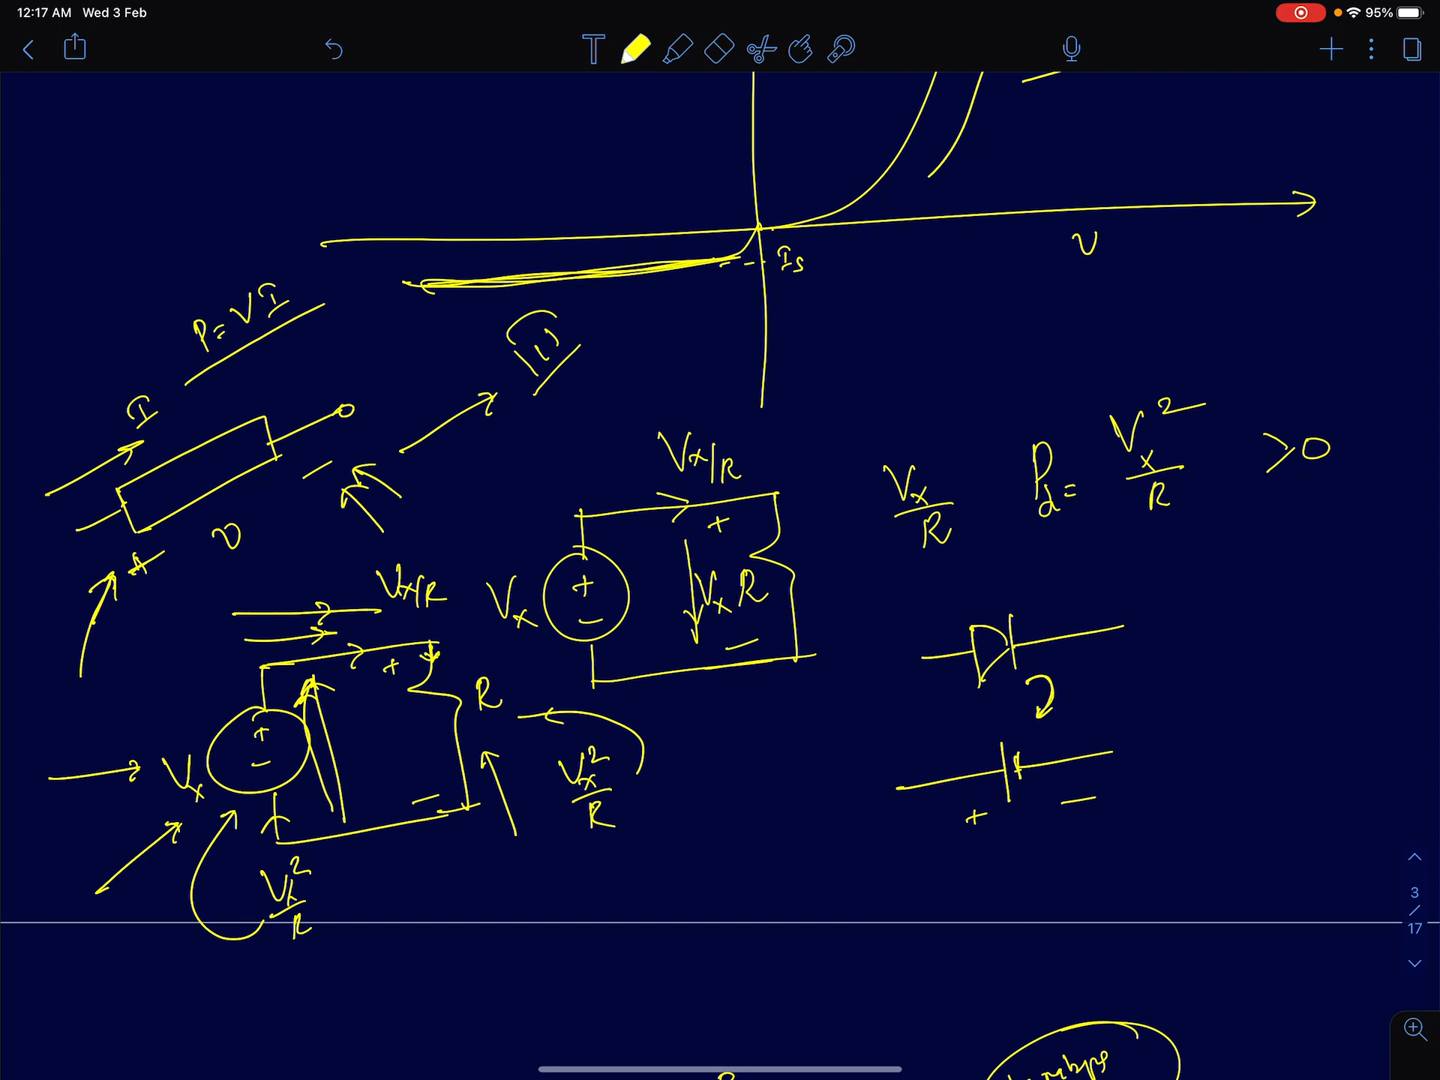 12:17 AM Wed 3 Feb
95%
T
V
Is
P = VI
I
V
Vx/R
+
Vx
+
−
Vx
R
−
Vx
R
Pd = Vx²
R
>0
Vx/R
+
R
Vx
+
−
−
Vx²
R
Vx²
R
+
−
3
/
17